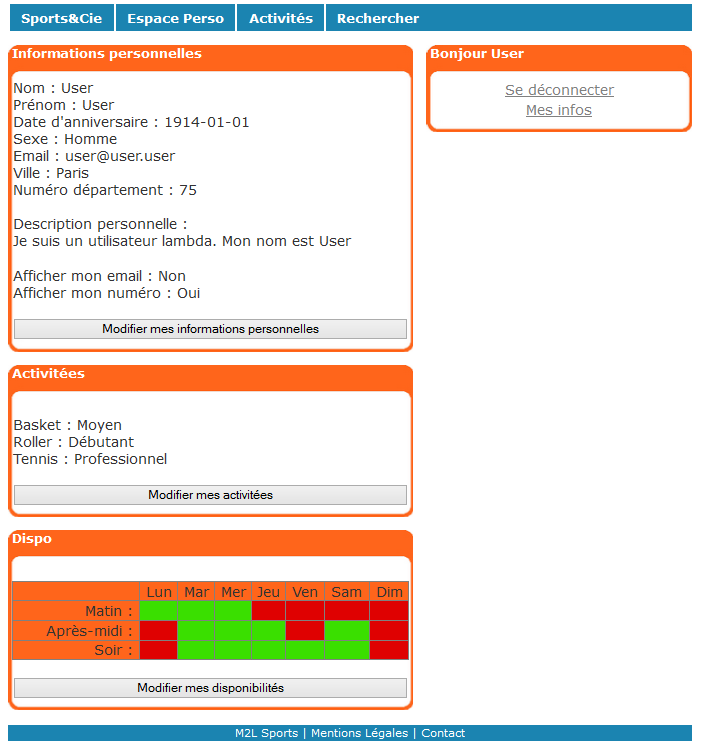 Sports&Cie Espace Perso Activités Rechercher
Informations personnelles
Nom : User
Prénom : User
Date d'anniversaire : 1914-01-01
Sexe : Homme
Email : user@user.user
Ville : Paris
Numéro département : 75
Description personnelle :
Je suis un utilisateur lambda. Mon nom est User
Afficher mon email : Non
Afficher mon numéro : Oui
Modifier mes informations personnelles
Bonjour User
Se déconnecter
Mes infos
Activitées
Basket : Moyen
Roller : Débutant
Tennis : Professionnel
Modifier mes activitées
Dispo
Lun Mar Mer Jeu Ven Sam Dim
Matin :
Après-midi :
Soir :
Modifier mes disponibilités
M2L Sports | Mentions Légales | Contact